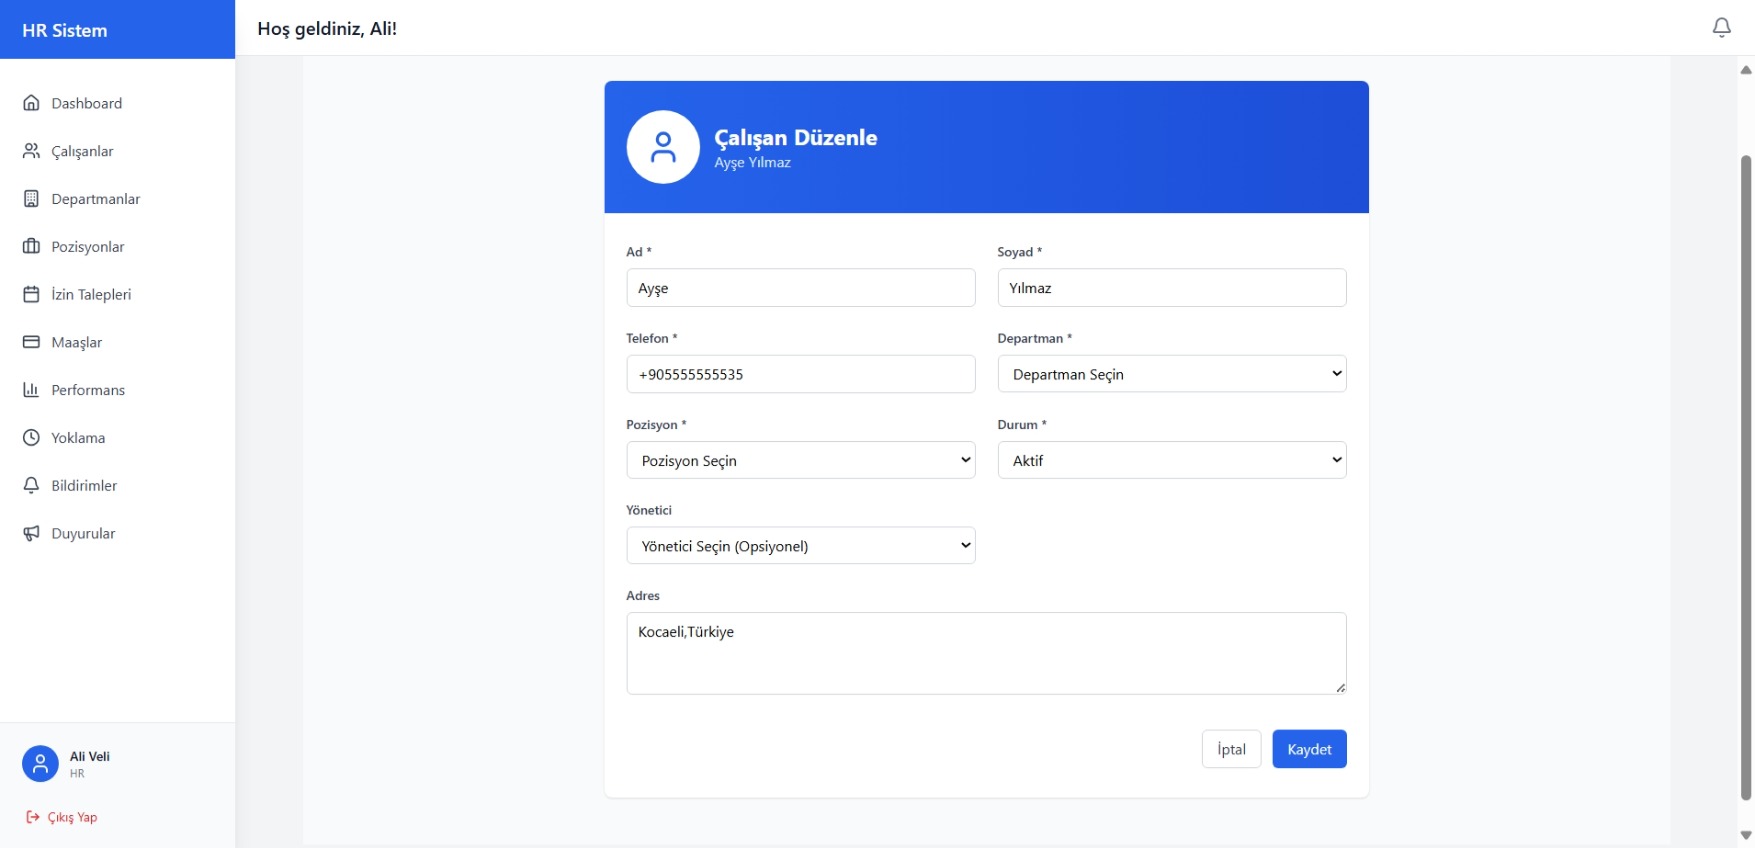 HR Sistem
Hoş geldiniz, Ali!
Dashboard
Çalışanlar
Departmanlar
Pozisyonlar
İzin Talepleri
Maaşlar
Performans
Yoklama
Bildirimler
Duyurular
Ali Veli
HR
Çıkış Yap
Çalışan Düzenle
Ayşe Yılmaz
Ad *
Soyad *
Ayşe
Yılmaz
Telefon *
Departman *
+905555555535
Departman Seçin
Pozisyon *
Durum *
Pozisyon Seçin
Aktif
Yönetici
Yönetici Seçin (Opsiyonel)
Adres
Kocaeli,Türkiye
İptal
Kaydet